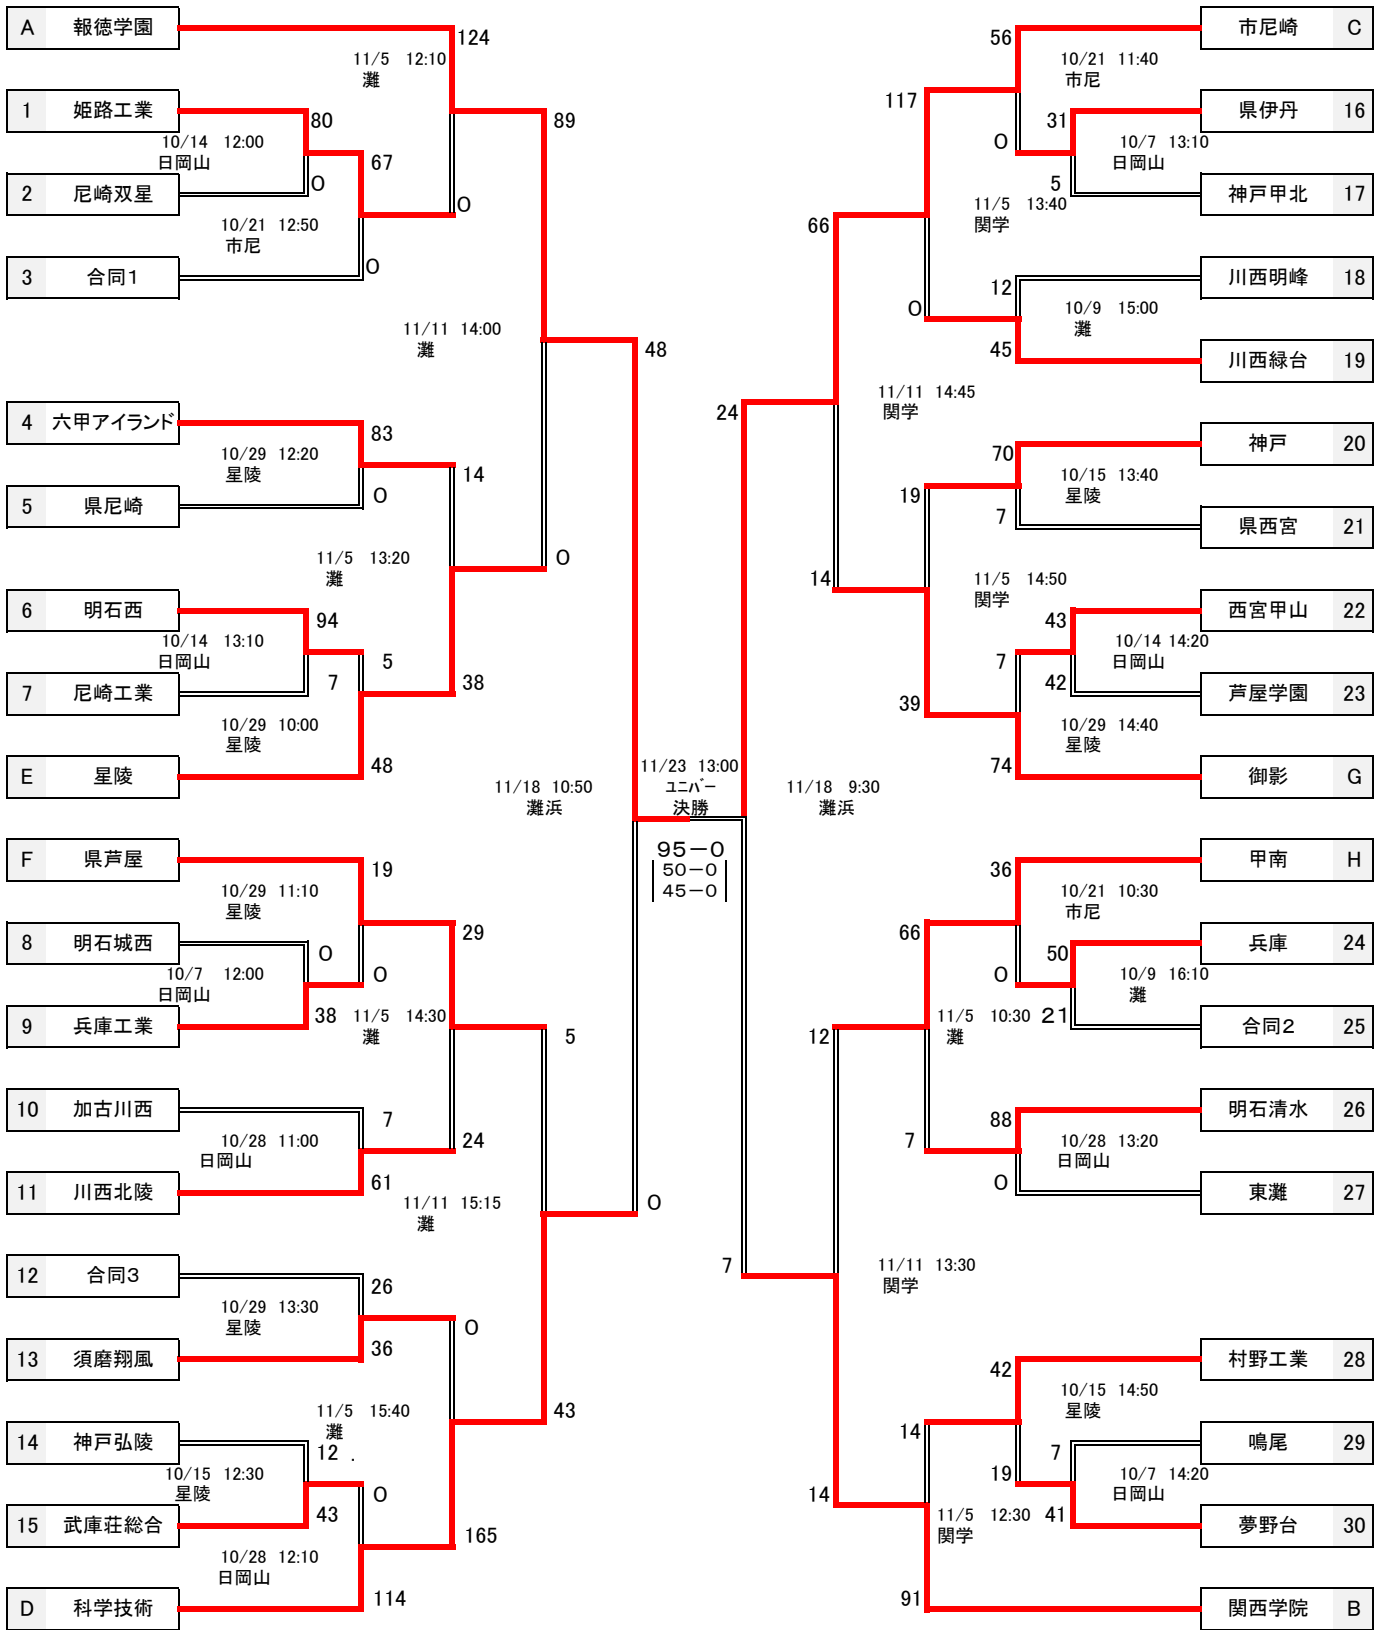 A 報徳学園
124
11/5 12:10
灘
1 姫路工業
80
10/14 12:00
日岡山
67
89
2 尼崎双星
0
0
10/21 12:50
市尼
3 合同1
0
11/11 14:00
灘
48
4 六甲アイランド
83
10/29 12:20
星陵
14
5 県尼崎
0
11/5 13:20
灘
0
6 明石西
94
10/14 13:10
日岡山
5
7 尼崎工業
7
38
10/29 10:00
星陵
E 星陵
48
11/18 10:50
灘浜
F 県芦屋
19
10/29 11:10
星陵
29
8 明石城西
0
10/7 12:00
日岡山
0
9 兵庫工業
38
11/5 14:30
灘
5
10 加古川西
7
10/28 11:00
日岡山
24
11 川西北陵
61
11/11 15:15
灘
0
12 合同3
26
10/29 13:30
星陵
0
13 須磨翔風
36
11/5 15:40
灘
43
14 神戸弘陵
12 .
10/15 12:30
星陵
0
15 武庫荘総合
43
165
10/28 12:10
日岡山
D 科学技術
114
11/23 13:00
ユニバー
決勝
95-0
50-0
45-0
市尼崎 C
56
10/21 11:40
市尼
117
県伊丹 16
31
0
10/7 13:10
日岡山
神戸甲北 17
5
11/5 13:40
関学
66
川西明峰 18
12
10/9 15:00
灘
0
川西緑台 19
45
11/11 14:45
関学
24
神戸 20
70
10/15 13:40
星陵
19
県西宮 21
7
11/5 14:50
関学
14
西宮甲山 22
43
10/14 14:20
日岡山
7
芦屋学園 23
42
39
10/29 14:40
星陵
御影 G
74
11/18 9:30
灘浜
甲南 H
36
10/21 10:30
市尼
66
兵庫 24
50
0
10/9 16:10
灘
合同2 25
21
11/5 10:30
灘
12
明石清水 26
88
10/28 13:20
日岡山
7
東灘 27
0
11/11 13:30
関学
7
村野工業 28
42
10/15 14:50
星陵
14
鳴尾 29
7
19
10/7 14:20
日岡山
14
夢野台 30
41
11/5 12:30
関学
関西学院 B
91